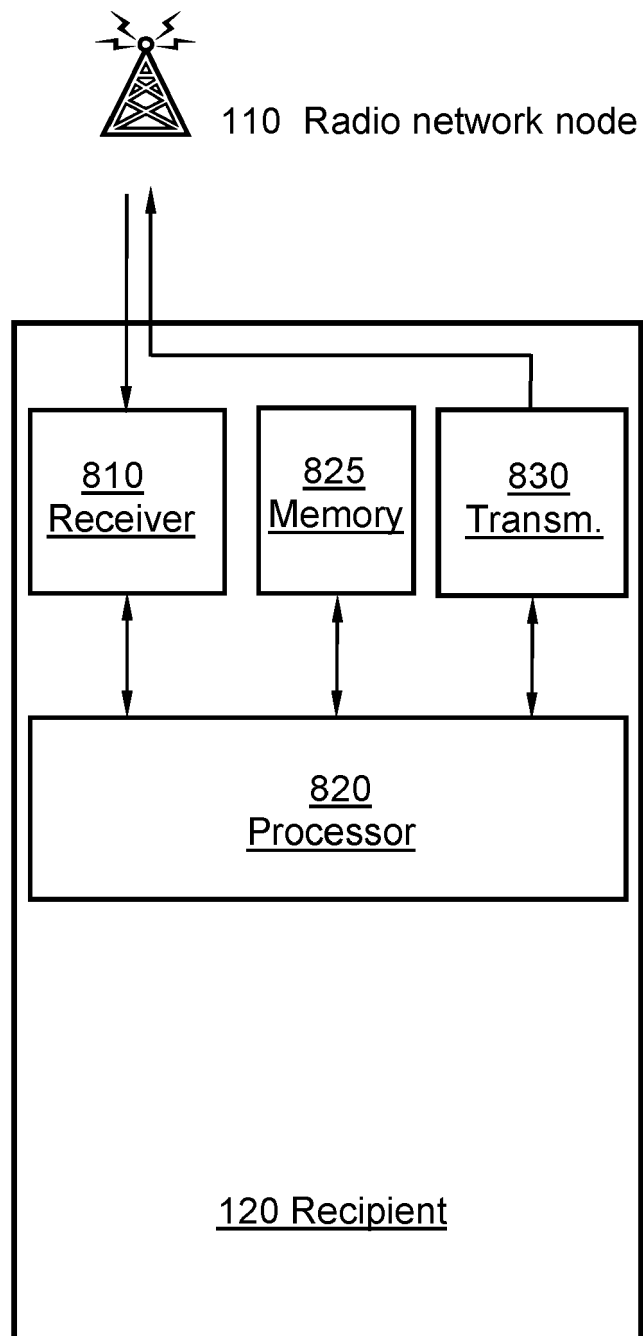 110 Radio network node
810
Receiver
825
Memory
830
Transm.
820
Processor
120 Recipient